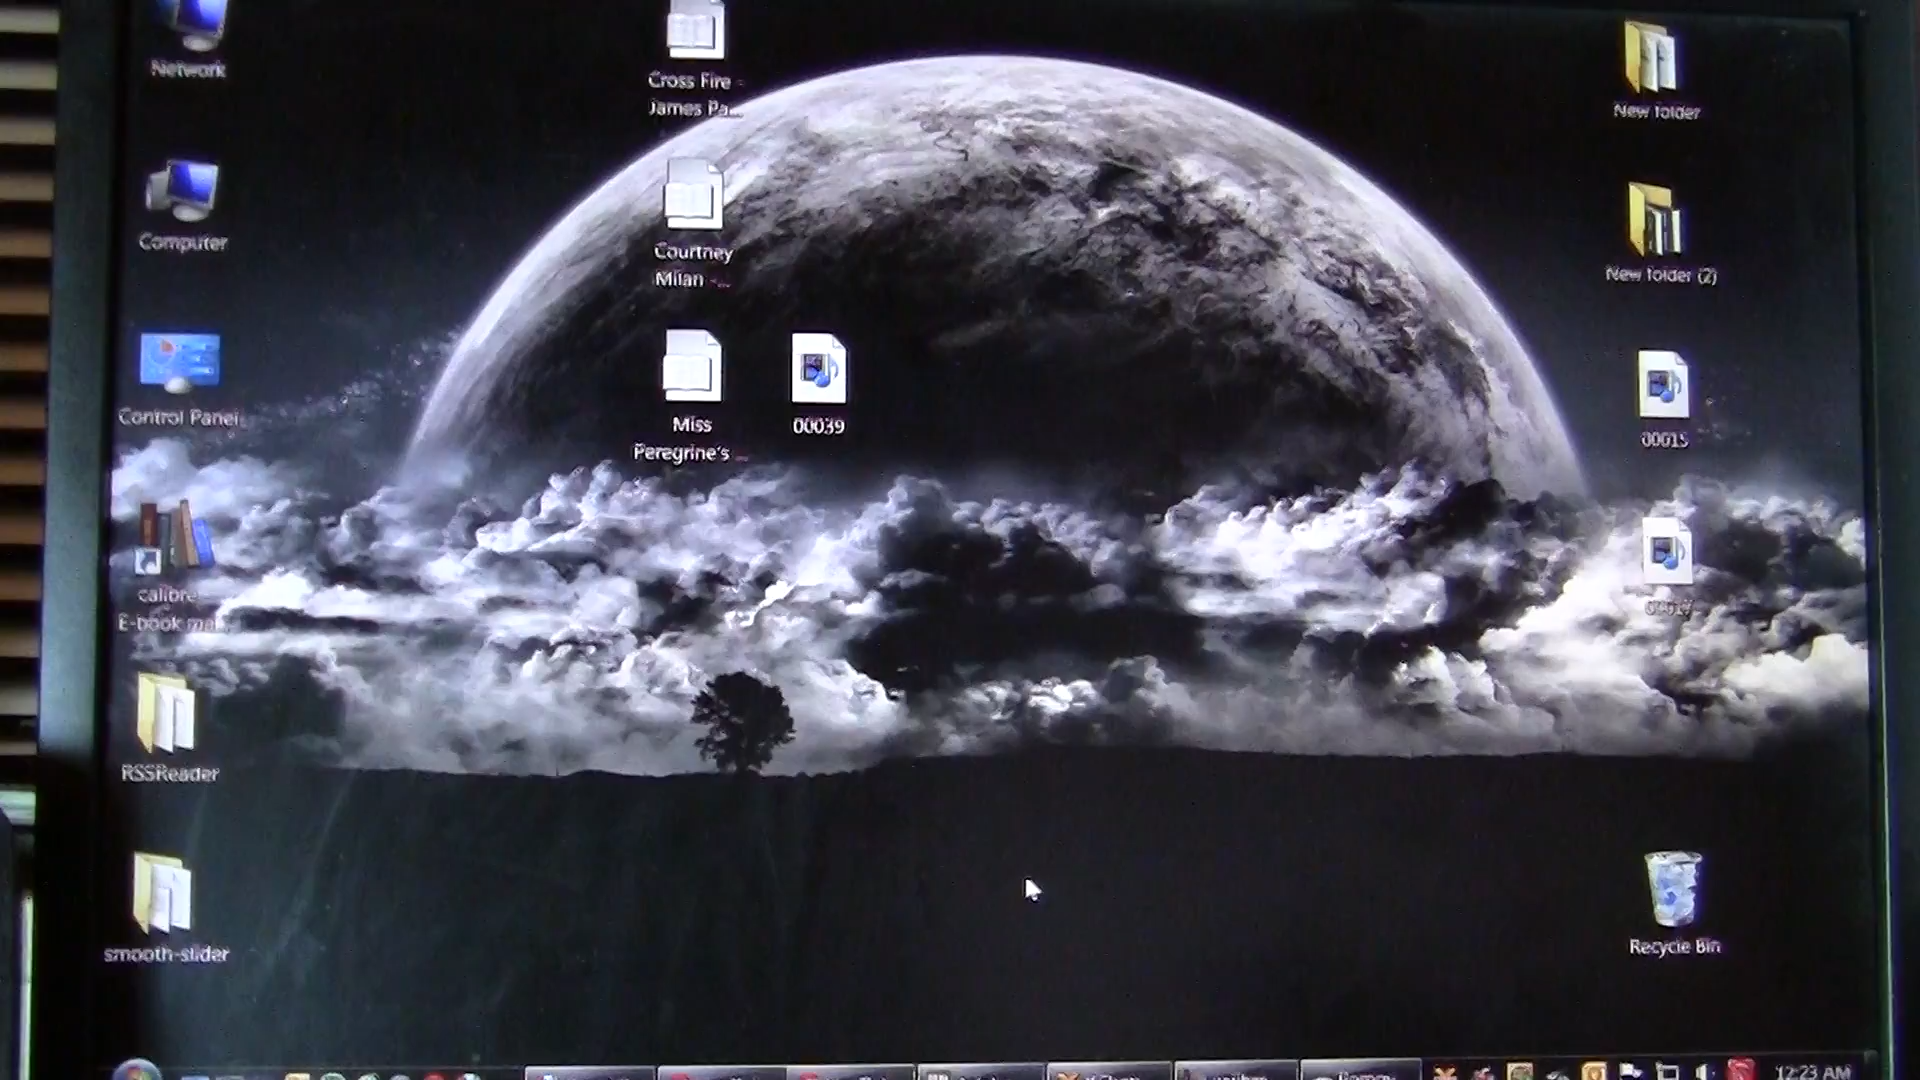 Network
Computer
Control Panel
calibre
E-book ma...
RSSReader
smooth-slider
Cross Fire -
James Pa...
Courtney
Milan -...
Miss
Peregrine's ...
00039
New folder
New folder (2)
00015
00017
Recycle Bin
12:23 AM